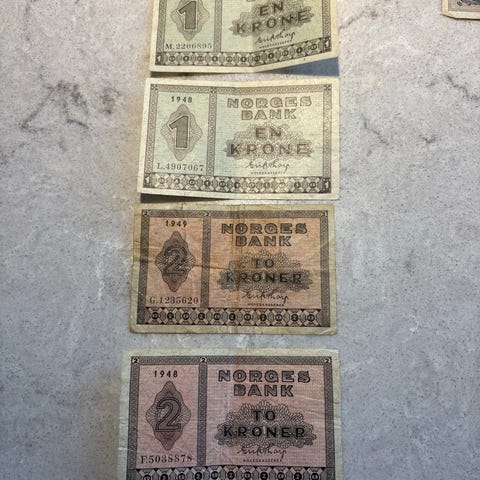 1
EN
KRONE
M.2206895
1948
NORGES
BANK
1
EN
KRONE
L.4907067
1949
NORGES
BANK
2
TO
KRONER
G.1235620
1948
NORGES
BANK
2
TO
KRONER
F.5038878